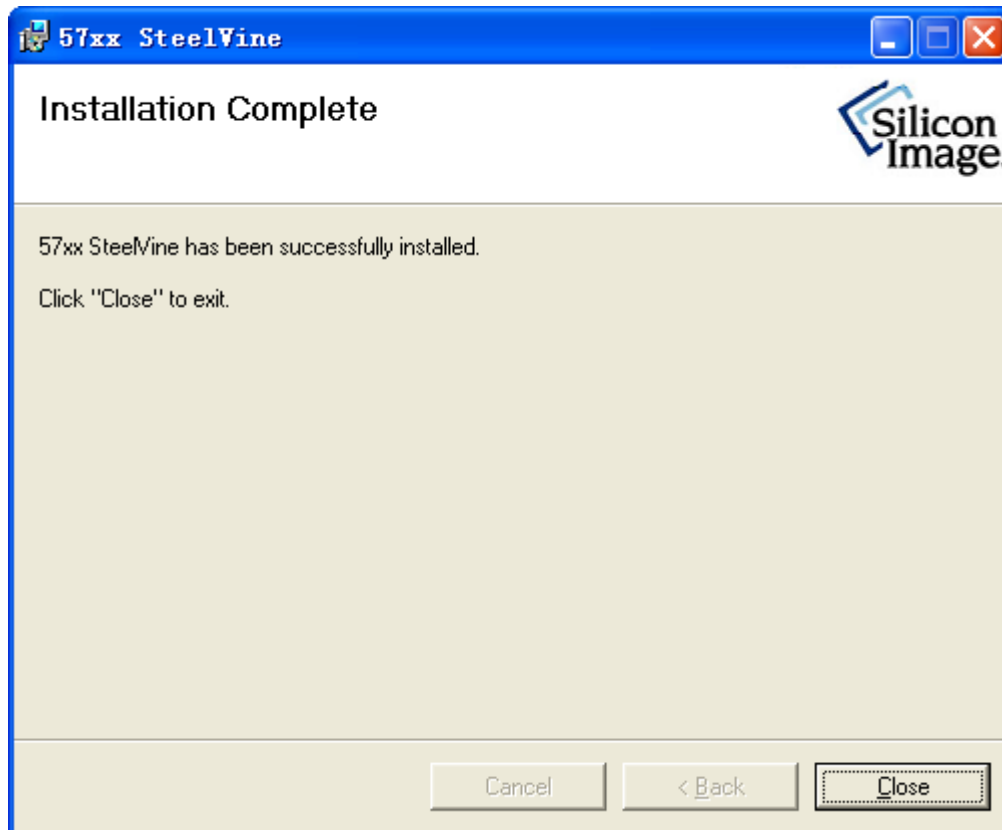 57xx SteelVine
Installation Complete
Silicon
Image
57xx SteelVine has been successfully installed.
Click "Close" to exit.
Cancel
< Back
Close